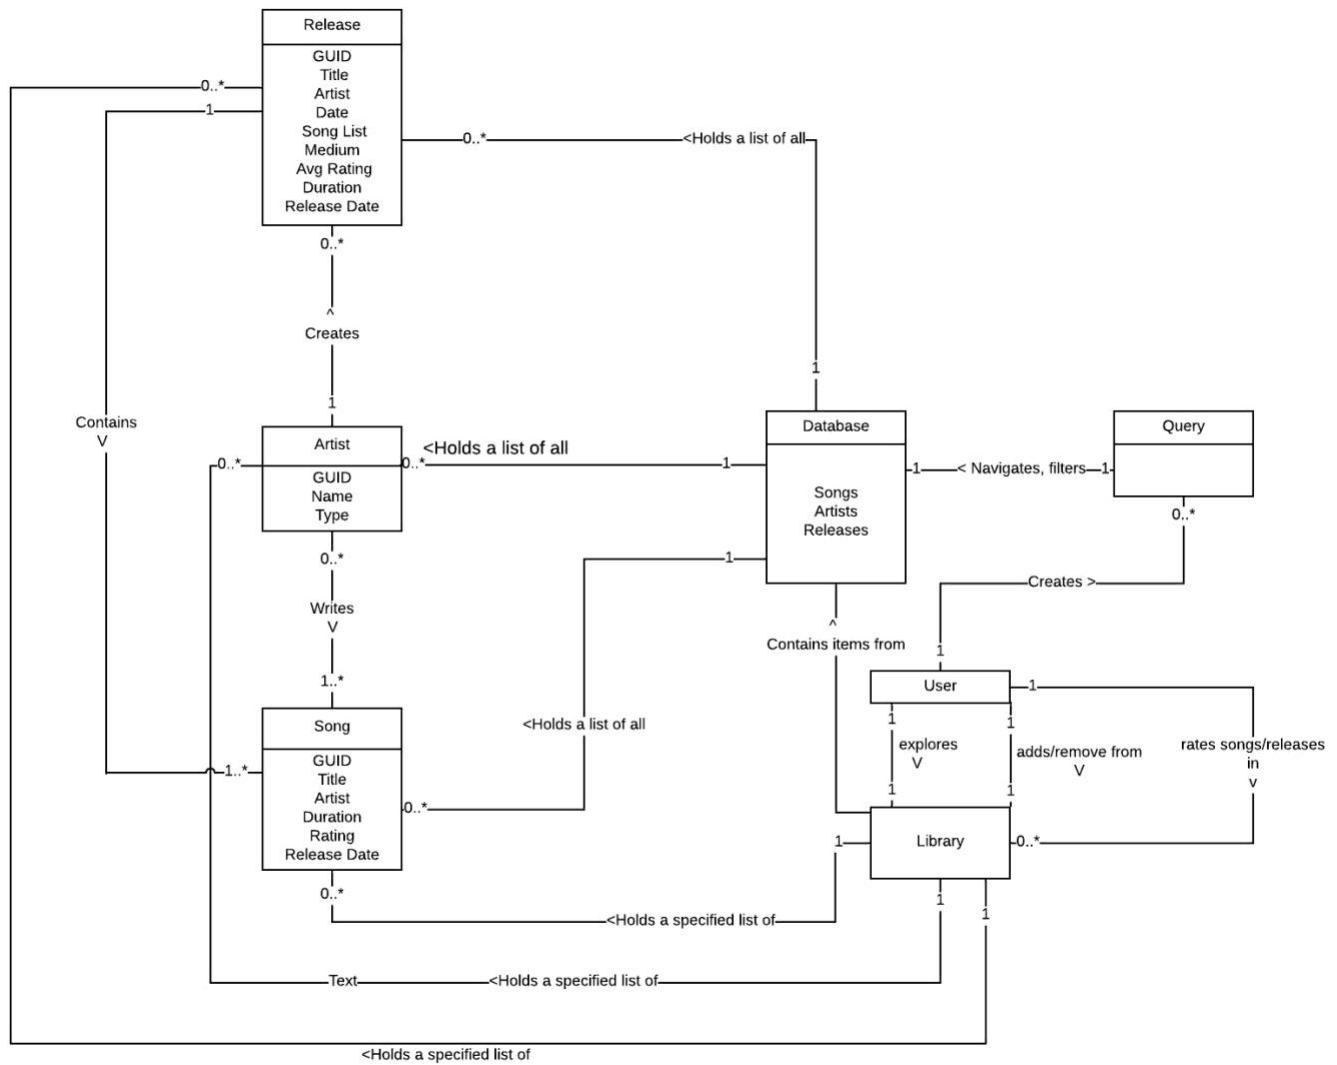 Release
GUID
Title
Artist
Date
Song List
Medium
Avg Rating
Duration
Release Date
0..*
1
0..*
<Holds a list of all
0..*
^
Creates
1
1
Contains
V
Artist
GUID
Name
Type
0..*
0..*
<Holds a list of all
1
Database
Songs
Artists
Releases
1
< Navigates, filters
1
Query
0..*
Creates >
1
0..*
Writes
V
1..*
1
<Holds a list of all
0..*
^
Contains items from
User
1
explores
V
1
1
adds/remove from
V
1
1
rates songs/releases
in
v
0..*
Song
GUID
Title
Artist
Duration
Rating
Release Date
1..*
0..*
Library
1
<Holds a specified list of
1
1
Text
<Holds a specified list of
<Holds a specified list of